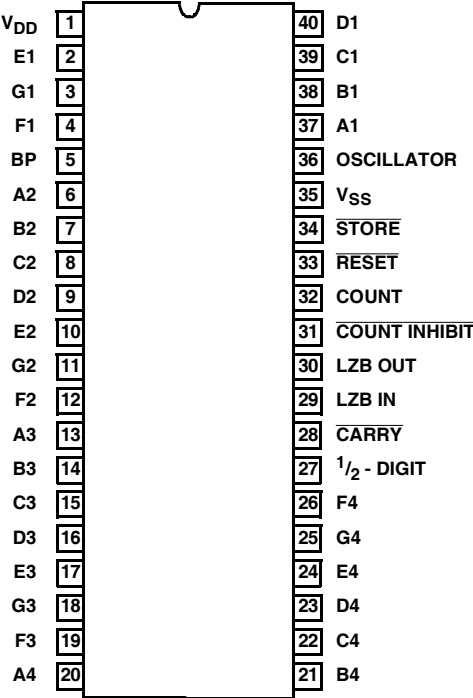 VDD 1 40 D1
E1 2 39 C1
G1 3 38 B1
F1 4 37 A1
BP 5 36 OSCILLATOR
A2 6 35 VSS
B2 7 34 STORE
C2 8 33 RESET
D2 9 32 COUNT
E2 10 31 COUNT INHIBIT
G2 11 30 LZB OUT
F2 12 29 LZB IN
A3 13 28 CARRY
B3 14 27 1/2 - DIGIT
C3 15 26 F4
D3 16 25 G4
E3 17 24 E4
G3 18 23 D4
F3 19 22 C4
A4 20 21 B4